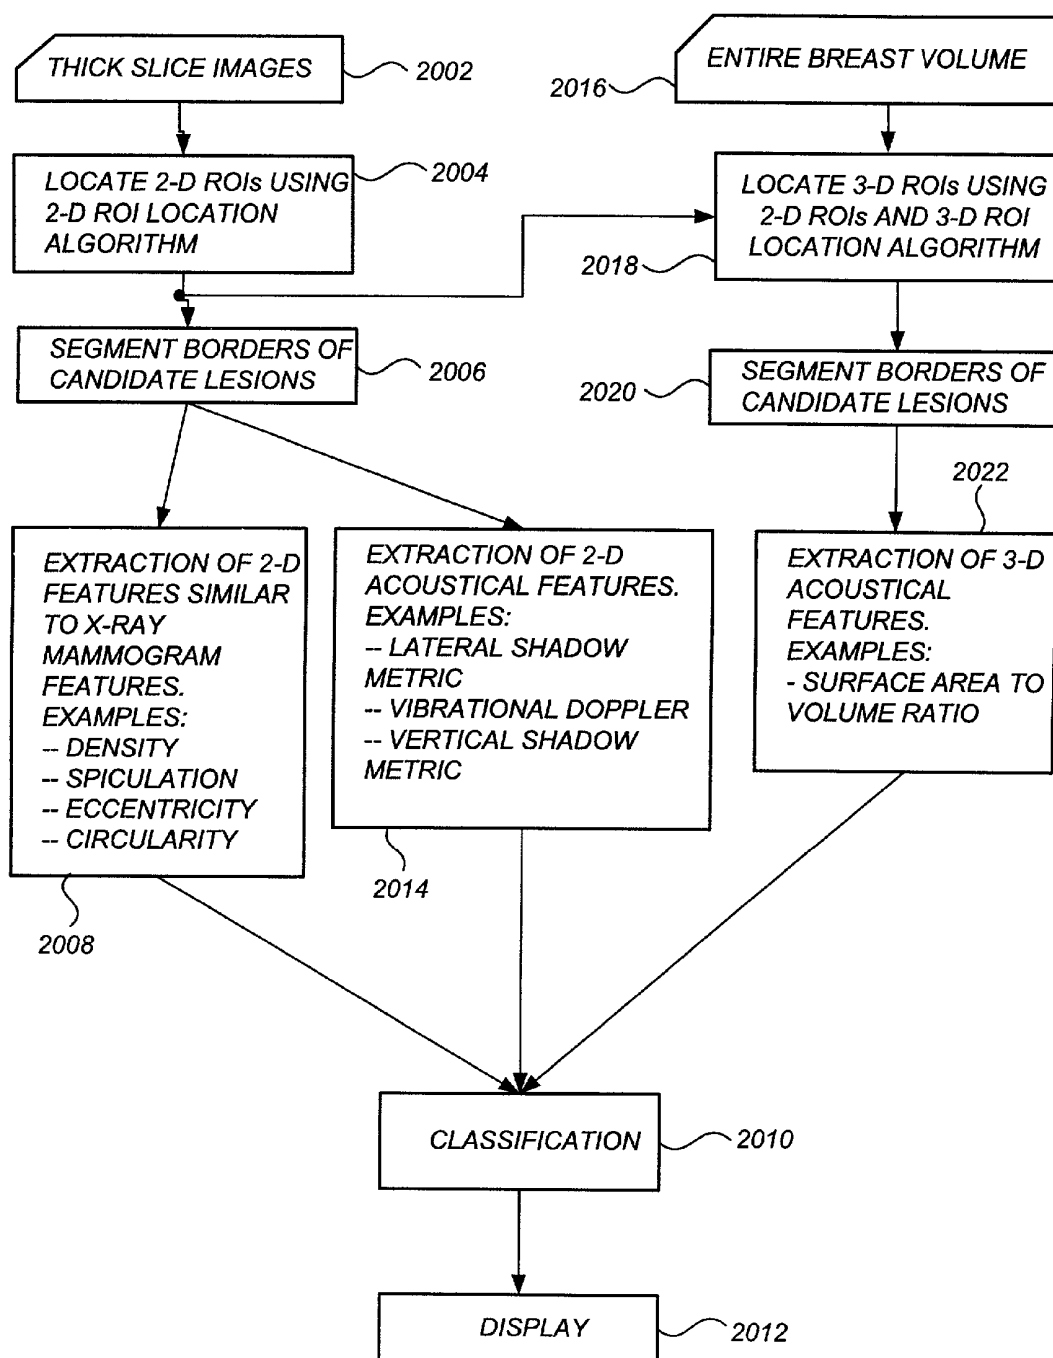 THICK SLICE IMAGES
2002
LOCATE 2-D ROIs USING
2-D ROI LOCATION
ALGORITHM
2004
SEGMENT BORDERS OF
CANDIDATE LESIONS
2006
ENTIRE BREAST VOLUME
2016
LOCATE 3-D ROIs USING
2-D ROIs AND 3-D ROI
LOCATION ALGORITHM
2018
SEGMENT BORDERS OF
CANDIDATE LESIONS
2020
EXTRACTION OF 2-D
FEATURES SIMILAR
TO X-RAY
MAMMOGRAM
FEATURES.
EXAMPLES:
-- DENSITY
-- SPICULATION
-- ECCENTRICITY
-- CIRCULARITY
2008
EXTRACTION OF 2-D
ACOUSTICAL FEATURES.
EXAMPLES:
-- LATERAL SHADOW
METRIC
-- VIBRATIONAL DOPPLER
-- VERTICAL SHADOW
METRIC
2014
2022
EXTRACTION OF 3-D
ACOUSTICAL
FEATURES.
EXAMPLES:
- SURFACE AREA TO
VOLUME RATIO
CLASSIFICATION
2010
DISPLAY
2012